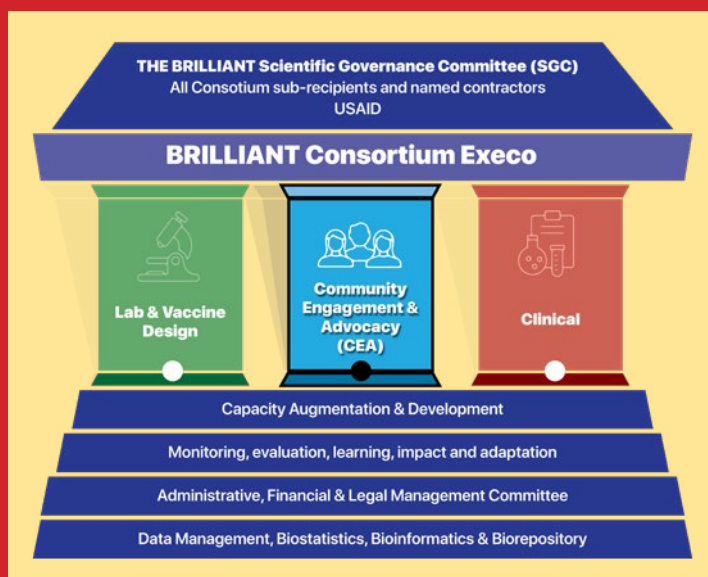 THE BRILLIANT Scientific Governance Committee (SGC)
All Consotium sub-recipients and named contractors
USAID
BRILLIANT Consortium Execo
Lab & Vaccine
Design
Community
Engagement &
Advocacy
(CEA)
Clinical
Capacity Augmentation & Development
Monitoring, evaluation, learning, impact and adaptation
Administrative, Financial & Legal Management Committee
Data Management, Biostatistics, Bioinformatics & Biorepository